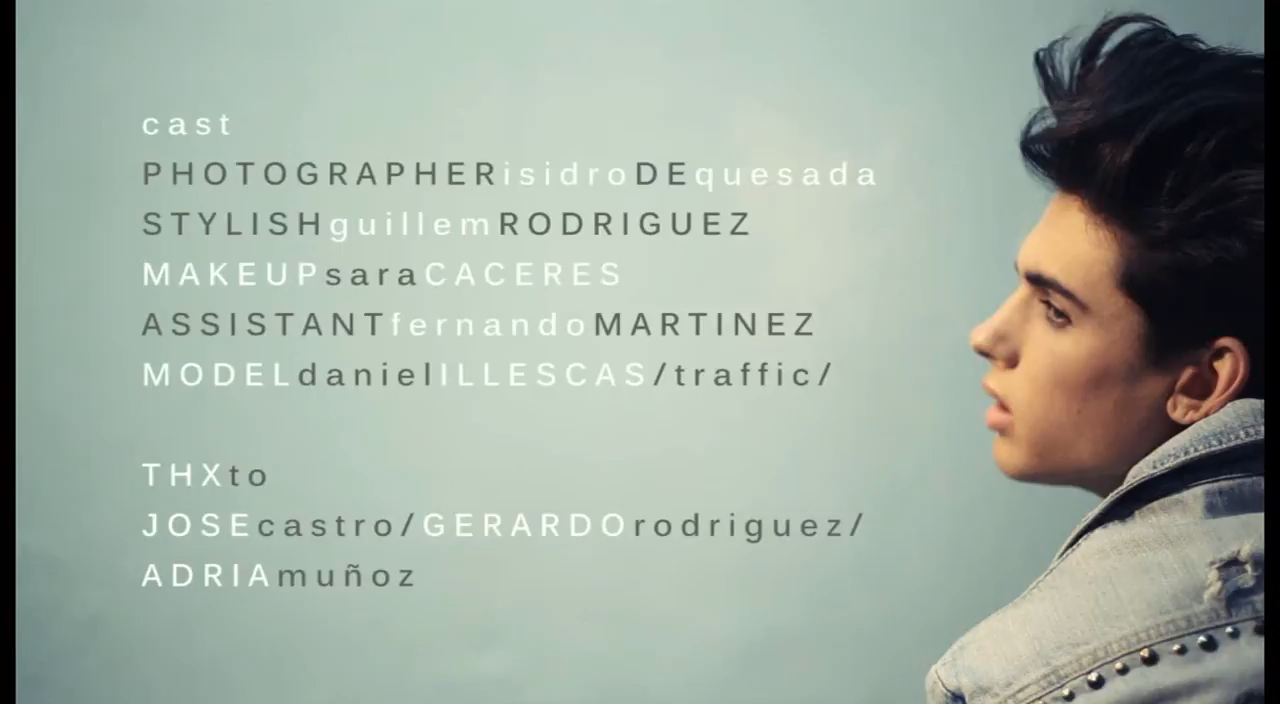 cast
PHOTOGRAPHERisidroDEquesada
STYLISHguillemRODRIGUEZ
MAKEUPsaraCACERES
ASSISTANTfernandoMARTINEZ
MODELdanielILLESCAS/traffic/
THXto
JOSEcastro/GERARDOrodriguez/
ADRIAmuñoz